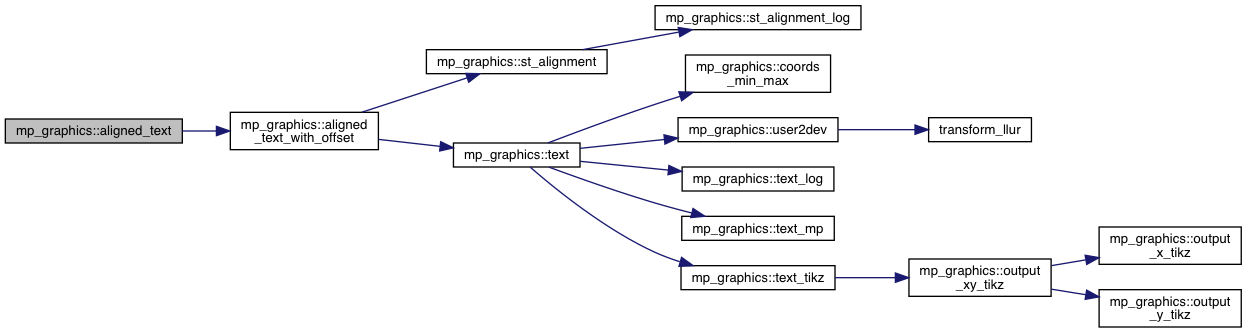 mp_graphics::aligned_text
mp_graphics::aligned
_text_with_offset
mp_graphics::st_alignment
mp_graphics::st_alignment_log
mp_graphics::text
mp_graphics::coords
_min_max
mp_graphics::user2dev
transform_llur
mp_graphics::text_log
mp_graphics::text_mp
mp_graphics::text_tikz
mp_graphics::output
_xy_tikz
mp_graphics::output
_x_tikz
mp_graphics::output
_y_tikz